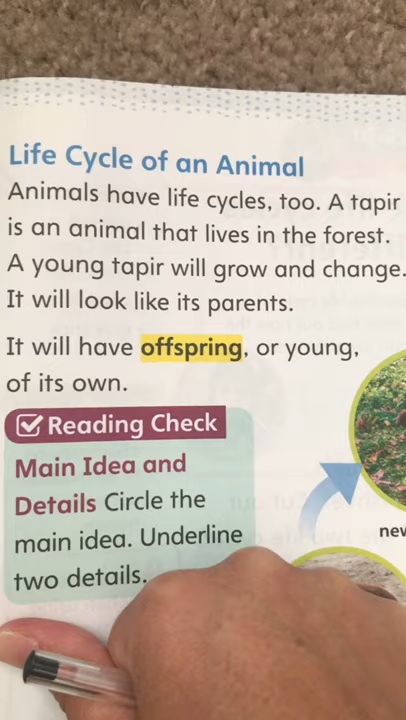 Life Cycle of an Animal
Animals have life cycles, too. A tapir
is an animal that lives in the forest.
A young tapir will grow and change.
It will look like its parents.
It will have offspring, or young,
of its own.
Reading Check
Main Idea and
Details Circle the
main idea. Underline
two details.